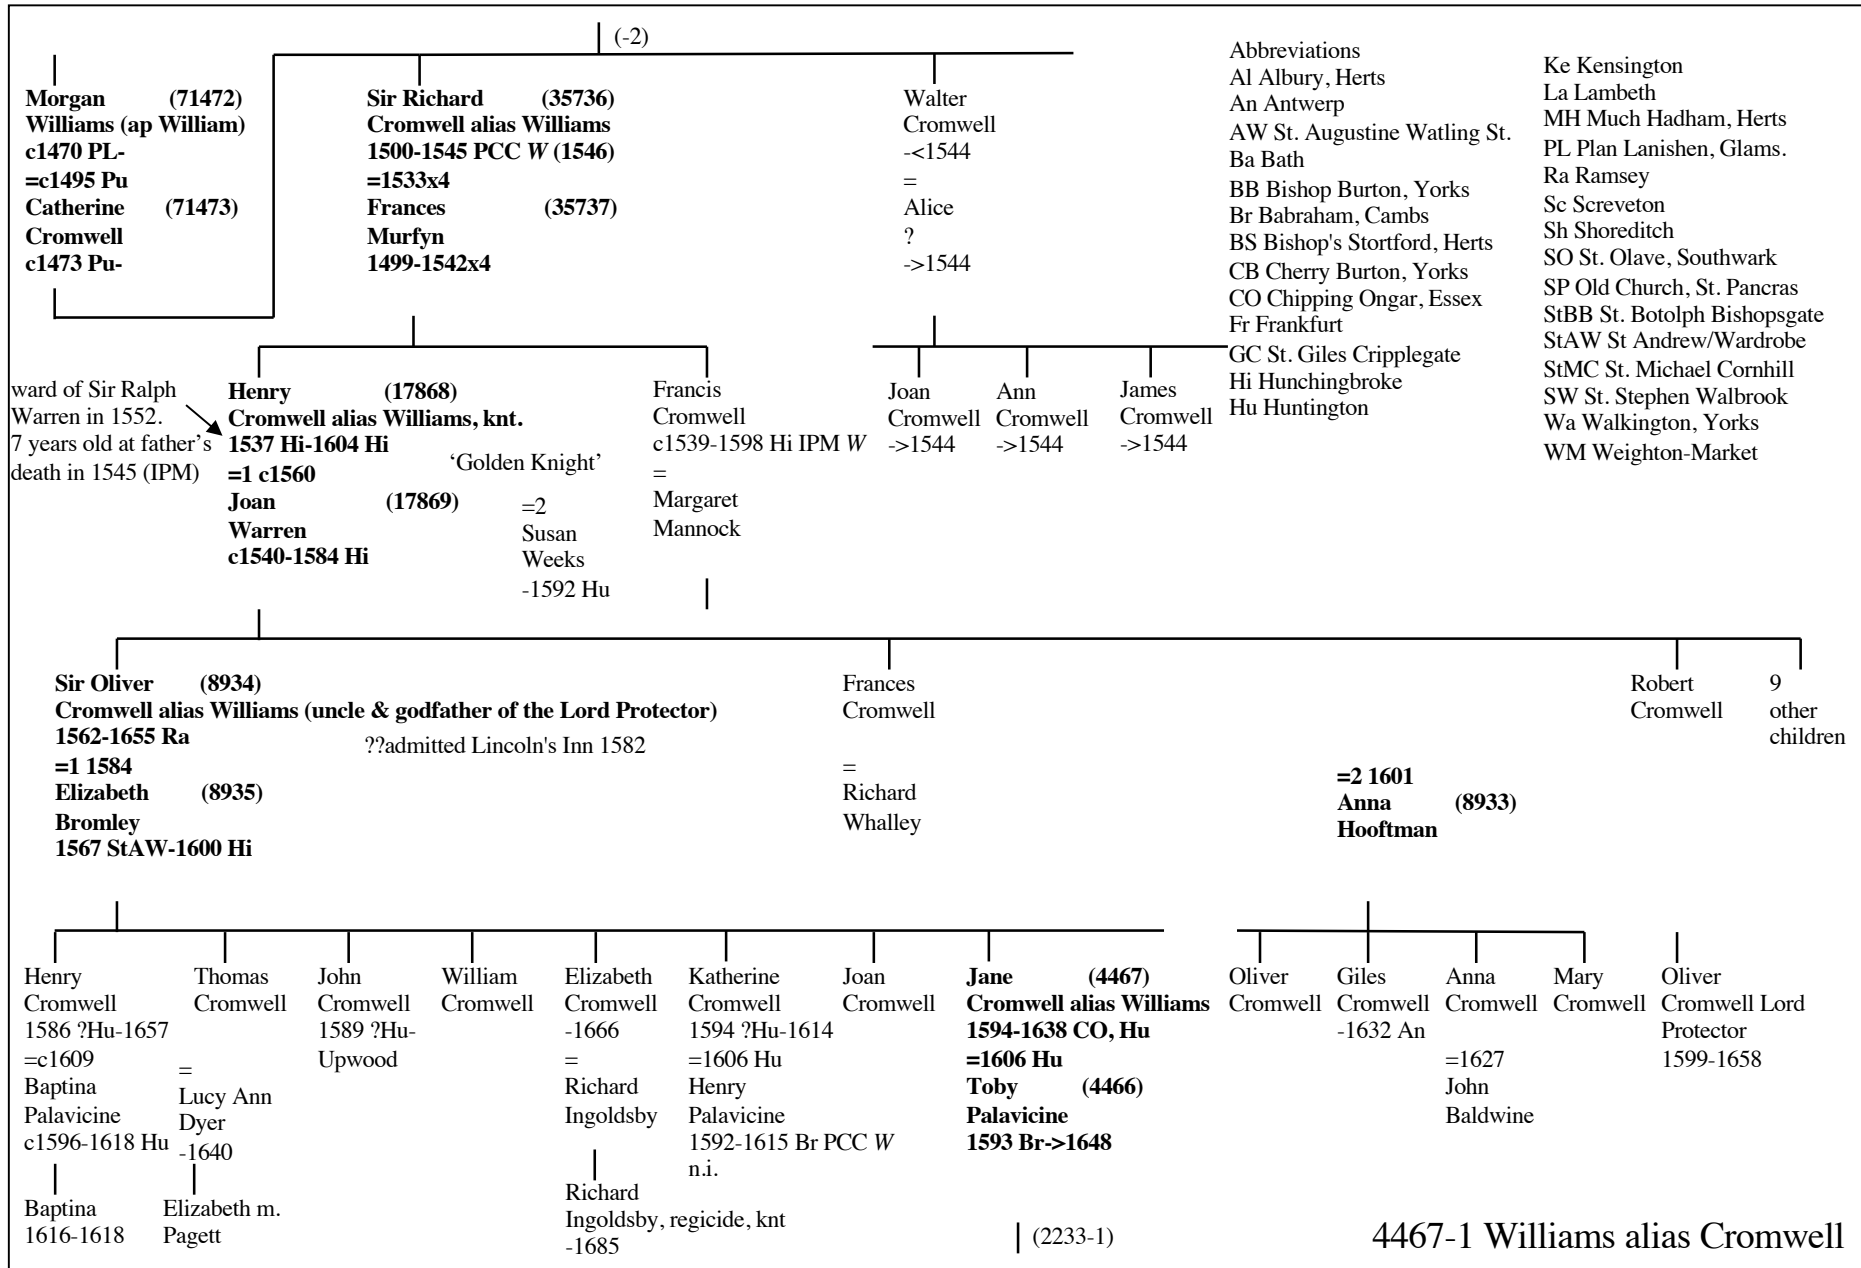 (-2)
Morgan (71472)
Williams (ap William)
c1470 PL-
=c1495 Pu
Catherine (71473)
Cromwell
c1473 Pu-
Sir Richard (35736)
Cromwell alias Williams
1500-1545 PCC W (1546)
=1533x4
Frances (35737)
Murfyn
1499-1542x4
Walter
Cromwell
-<1544
=
Alice
?
->1544
Abbreviations
Al Albury, Herts
An Antwerp
AW St. Augustine Watling St.
Ba Bath
BB Bishop Burton, Yorks
Br Babraham, Cambs
BS Bishop's Stortford, Herts
CB Cherry Burton, Yorks
CO Chipping Ongar, Essex
Fr Frankfurt
GC St. Giles Cripplegate
Hi Hunchingbroke
Hu Huntington
Ke Kensington
La Lambeth
MH Much Hadham, Herts
PL Plan Lanishen, Glams.
Ra Ramsey
Sc Screveton
Sh Shoreditch
SO St. Olave, Southwark
SP Old Church, St. Pancras
StBB St. Botolph Bishopsgate
StAW St Andrew/Wardrobe
StMC St. Michael Cornhill
SW St. Stephen Walbrook
Wa Walkington, Yorks
WM Weighton-Market
ward of Sir Ralph
Warren in 1552.
7 years old at father's
death in 1545 (IPM)
Henry (17868)
Cromwell alias Williams, knt.
1537 Hi-1604 Hi
=1 c1560
Joan (17869)
Warren
c1540-1584 Hi
‘Golden Knight’
=2
Susan
Weeks
-1592 Hu
Francis
Cromwell
c1539-1598 Hi IPM W
=
Margaret
Mannock
Joan
Cromwell
->1544
Ann
Cromwell
->1544
James
Cromwell
->1544
Sir Oliver (8934)
Cromwell alias Williams (uncle & godfather of the Lord Protector)
1562-1655 Ra
??admitted Lincoln's Inn 1582
=1 1584
Elizabeth (8935)
Bromley
1567 StAW-1600 Hi
Frances
Cromwell
=
Richard
Whalley
=2 1601
Anna (8933)
Hooftman
Robert
Cromwell
9
other
children
Henry
Cromwell
1586 ?Hu-1657
=c1609
Baptina
Palavicine
c1596-1618 Hu
Baptina
1616-1618
Thomas
Cromwell
=
Lucy Ann
Dyer
-1640
Elizabeth m.
Pagett
John
Cromwell
1589 ?Hu-
Upwood
William
Cromwell
Elizabeth
Cromwell
-1666
=
Richard
Ingoldsby
Richard
Ingoldsby, regicide, knt
-1685
Katherine
Cromwell
1594 ?Hu-1614
=1606 Hu
Henry
Palavicine
1592-1615 Br PCC W
n.i.
Joan
Cromwell
Jane (4467)
Cromwell alias Williams
1594-1638 CO, Hu
=1606 Hu
Toby (4466)
Palavicine
1593 Br->1648
(2233-1)
Oliver
Cromwell
Giles
Cromwell
-1632 An
Anna
Cromwell
=1627
John
Baldwine
Mary
Cromwell
Oliver
Cromwell Lord
Protector
1599-1658
4467-1 Williams alias Cromwell